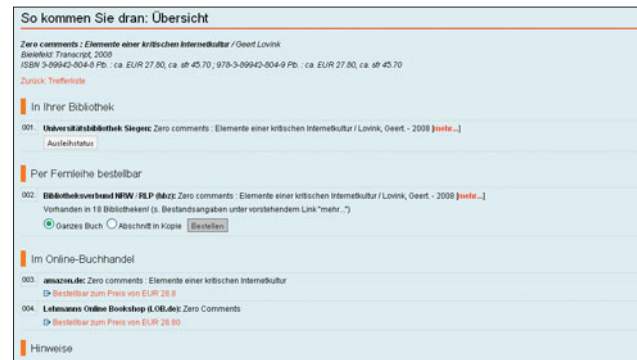 So kommen Sie dran: Übersicht
Zero comments : Elemente einer kritischen Internetkultur / Geert Lovink
Bielefeld: Transcript, 2008
ISBN 3-89942-804-8 Pb. : ca. EUR 27.80, ca. sfr 45.70 ; 978-3-89942-804-9 Pb. : ca. EUR 27.80, ca. sfr 45.70
Zurück: Trefferliste
In Ihrer Bibliothek
001. Universitätsbibliothek Siegen: Zero comments : Elemente einer kritischen Internetkultur / Lovink, Geert. - 2008 [mehr...]
Ausleihstatus
Per Fernleihe bestellbar
002. Bibliotheksverbund NRW / RLP (hbz): Zero comments : Elemente einer kritischen Internetkultur / Lovink, Geert. - 2008 [mehr...]
Vorhanden in 18 Bibliotheken! (s. Bestandsangaben unter vorstehendem Link "mehr...")
Ganzes Buch Abschnitt in Kopie Bestellen
Im Online-Buchhandel
003. amazon.de: Zero comments : Elemente einer kritischen Internetkultur
Bestellbar zum Preis von EUR 28.8
004. Lehmanns Online Bookshop (LOB.de): Zero Comments
Bestellbar zum Preis von EUR 28.80
Hinweise